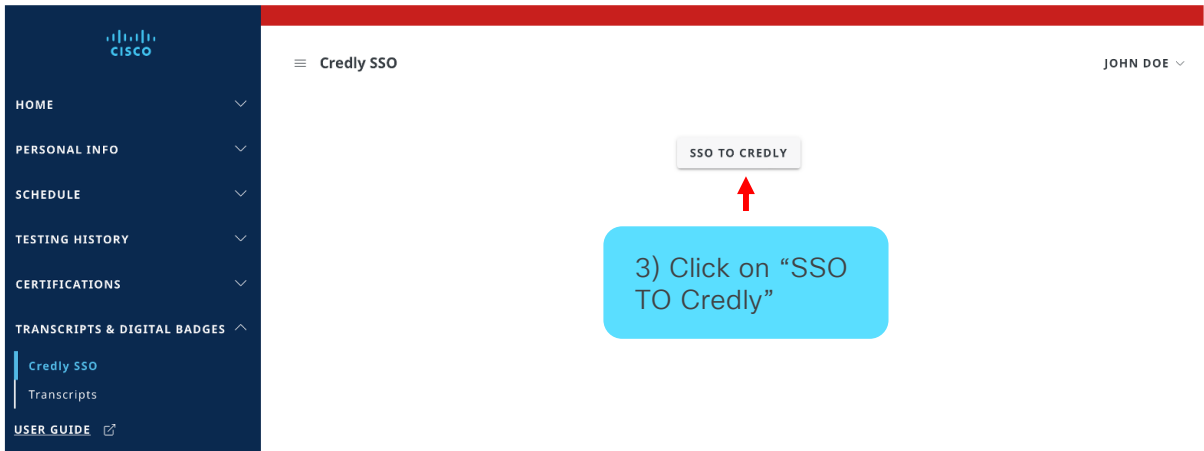 CISCO
HOME
PERSONAL INFO
SCHEDULE
TESTING HISTORY
CERTIFICATIONS
TRANSCRIPTS & DIGITAL BADGES
Credly SSO
Transcripts
USER GUIDE
Credly SSO
JOHN DOE
SSO TO CREDLY
3) Click on “SSO
TO Credly”